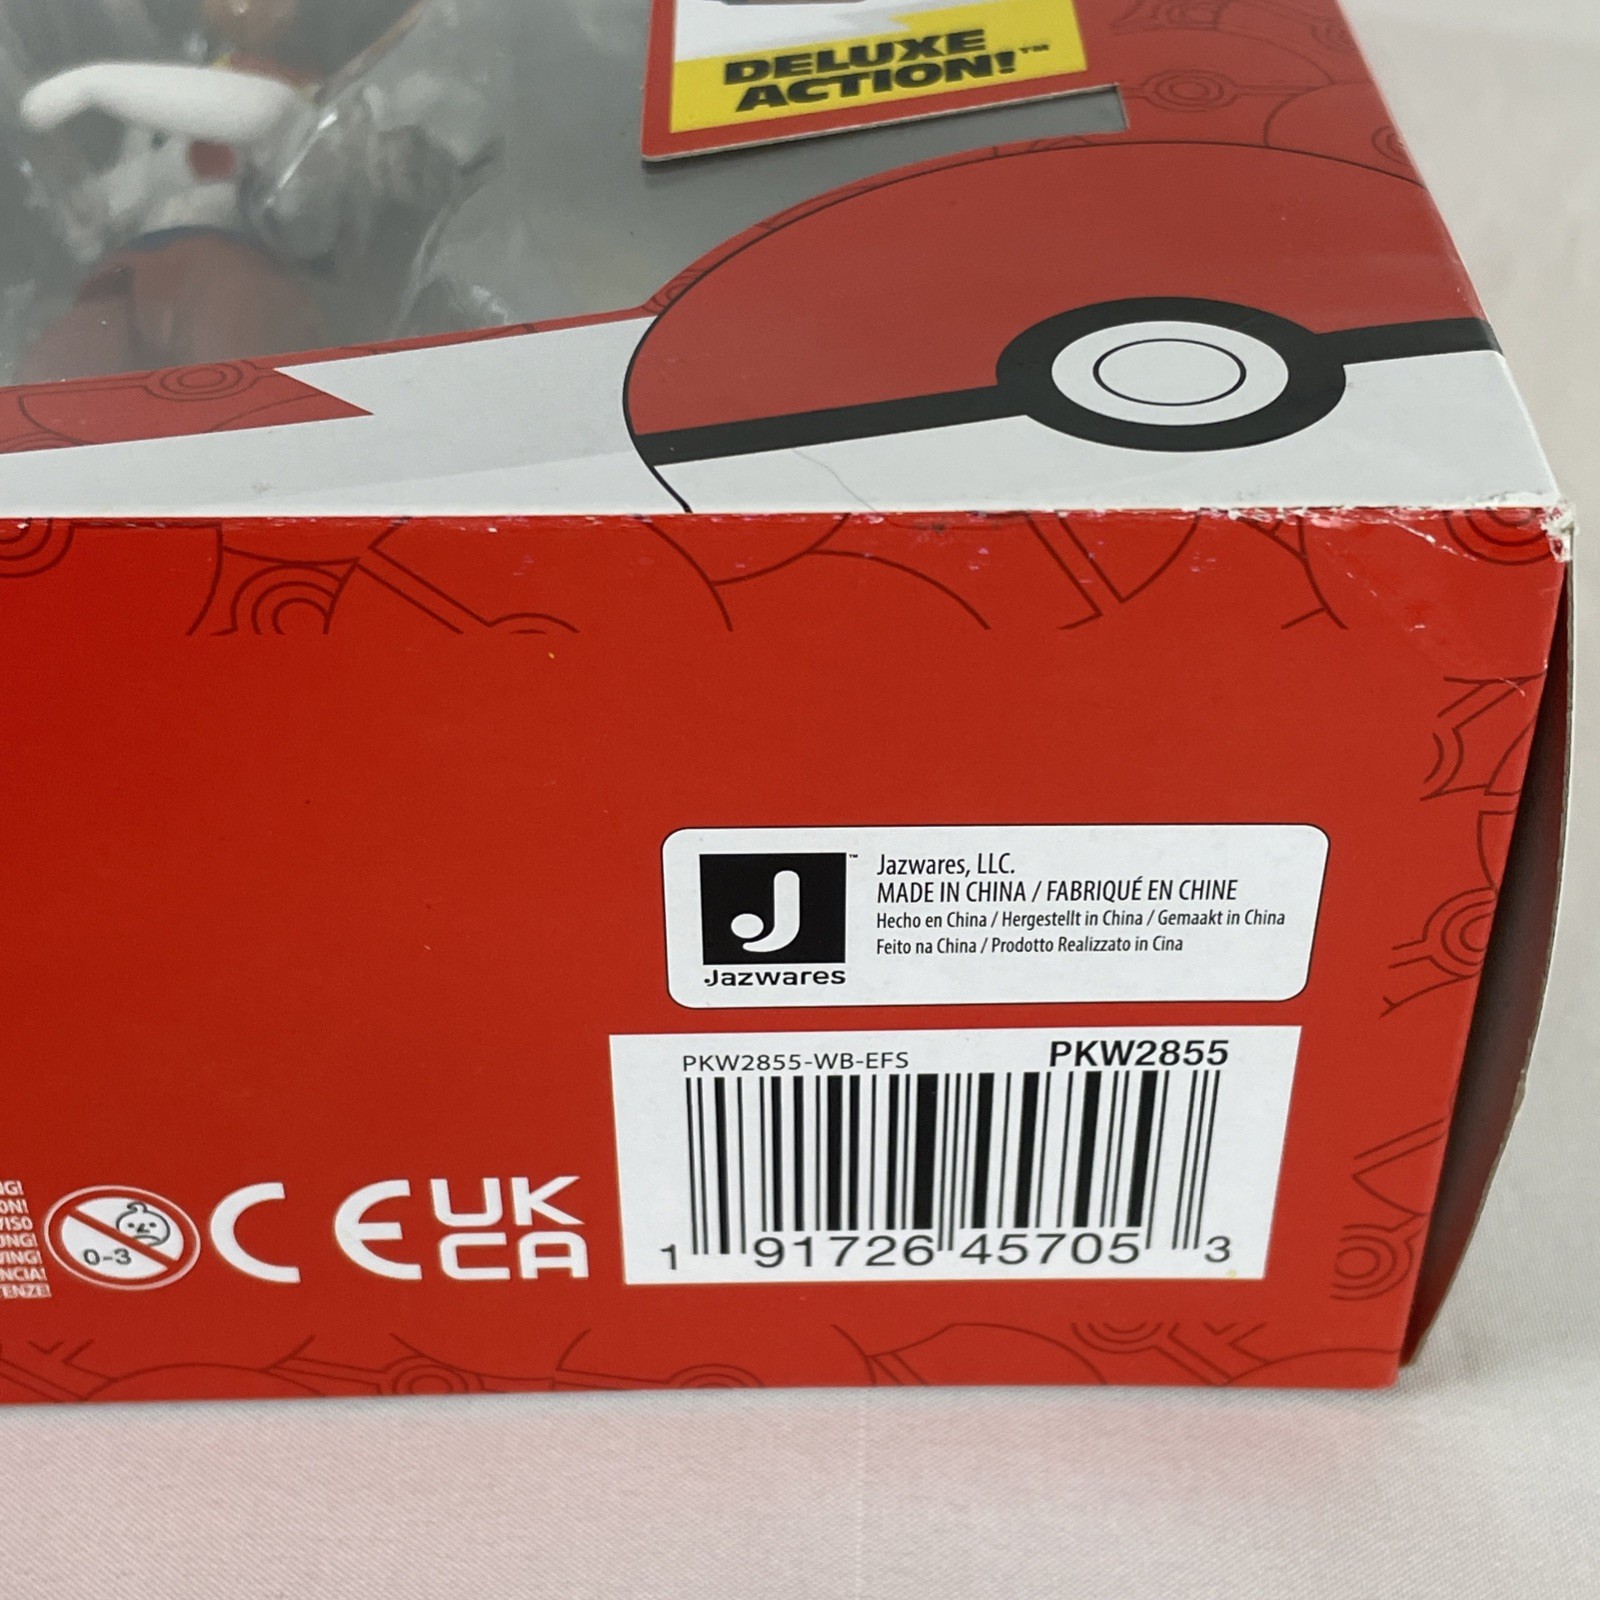 DELUXE
ACTION!™
Jazwares, LLC.
MADE IN CHINA / FABRIQUÉ EN CHINE
Hecho en China / Hergestellt in China / Gemaakt in China
Feito na China / Prodotto Realizzato in Cina
J™
Jazwares
PKW2855-WB-EFS
PKW2855
1 91726 45705 3
0-3
CE
UK
CA